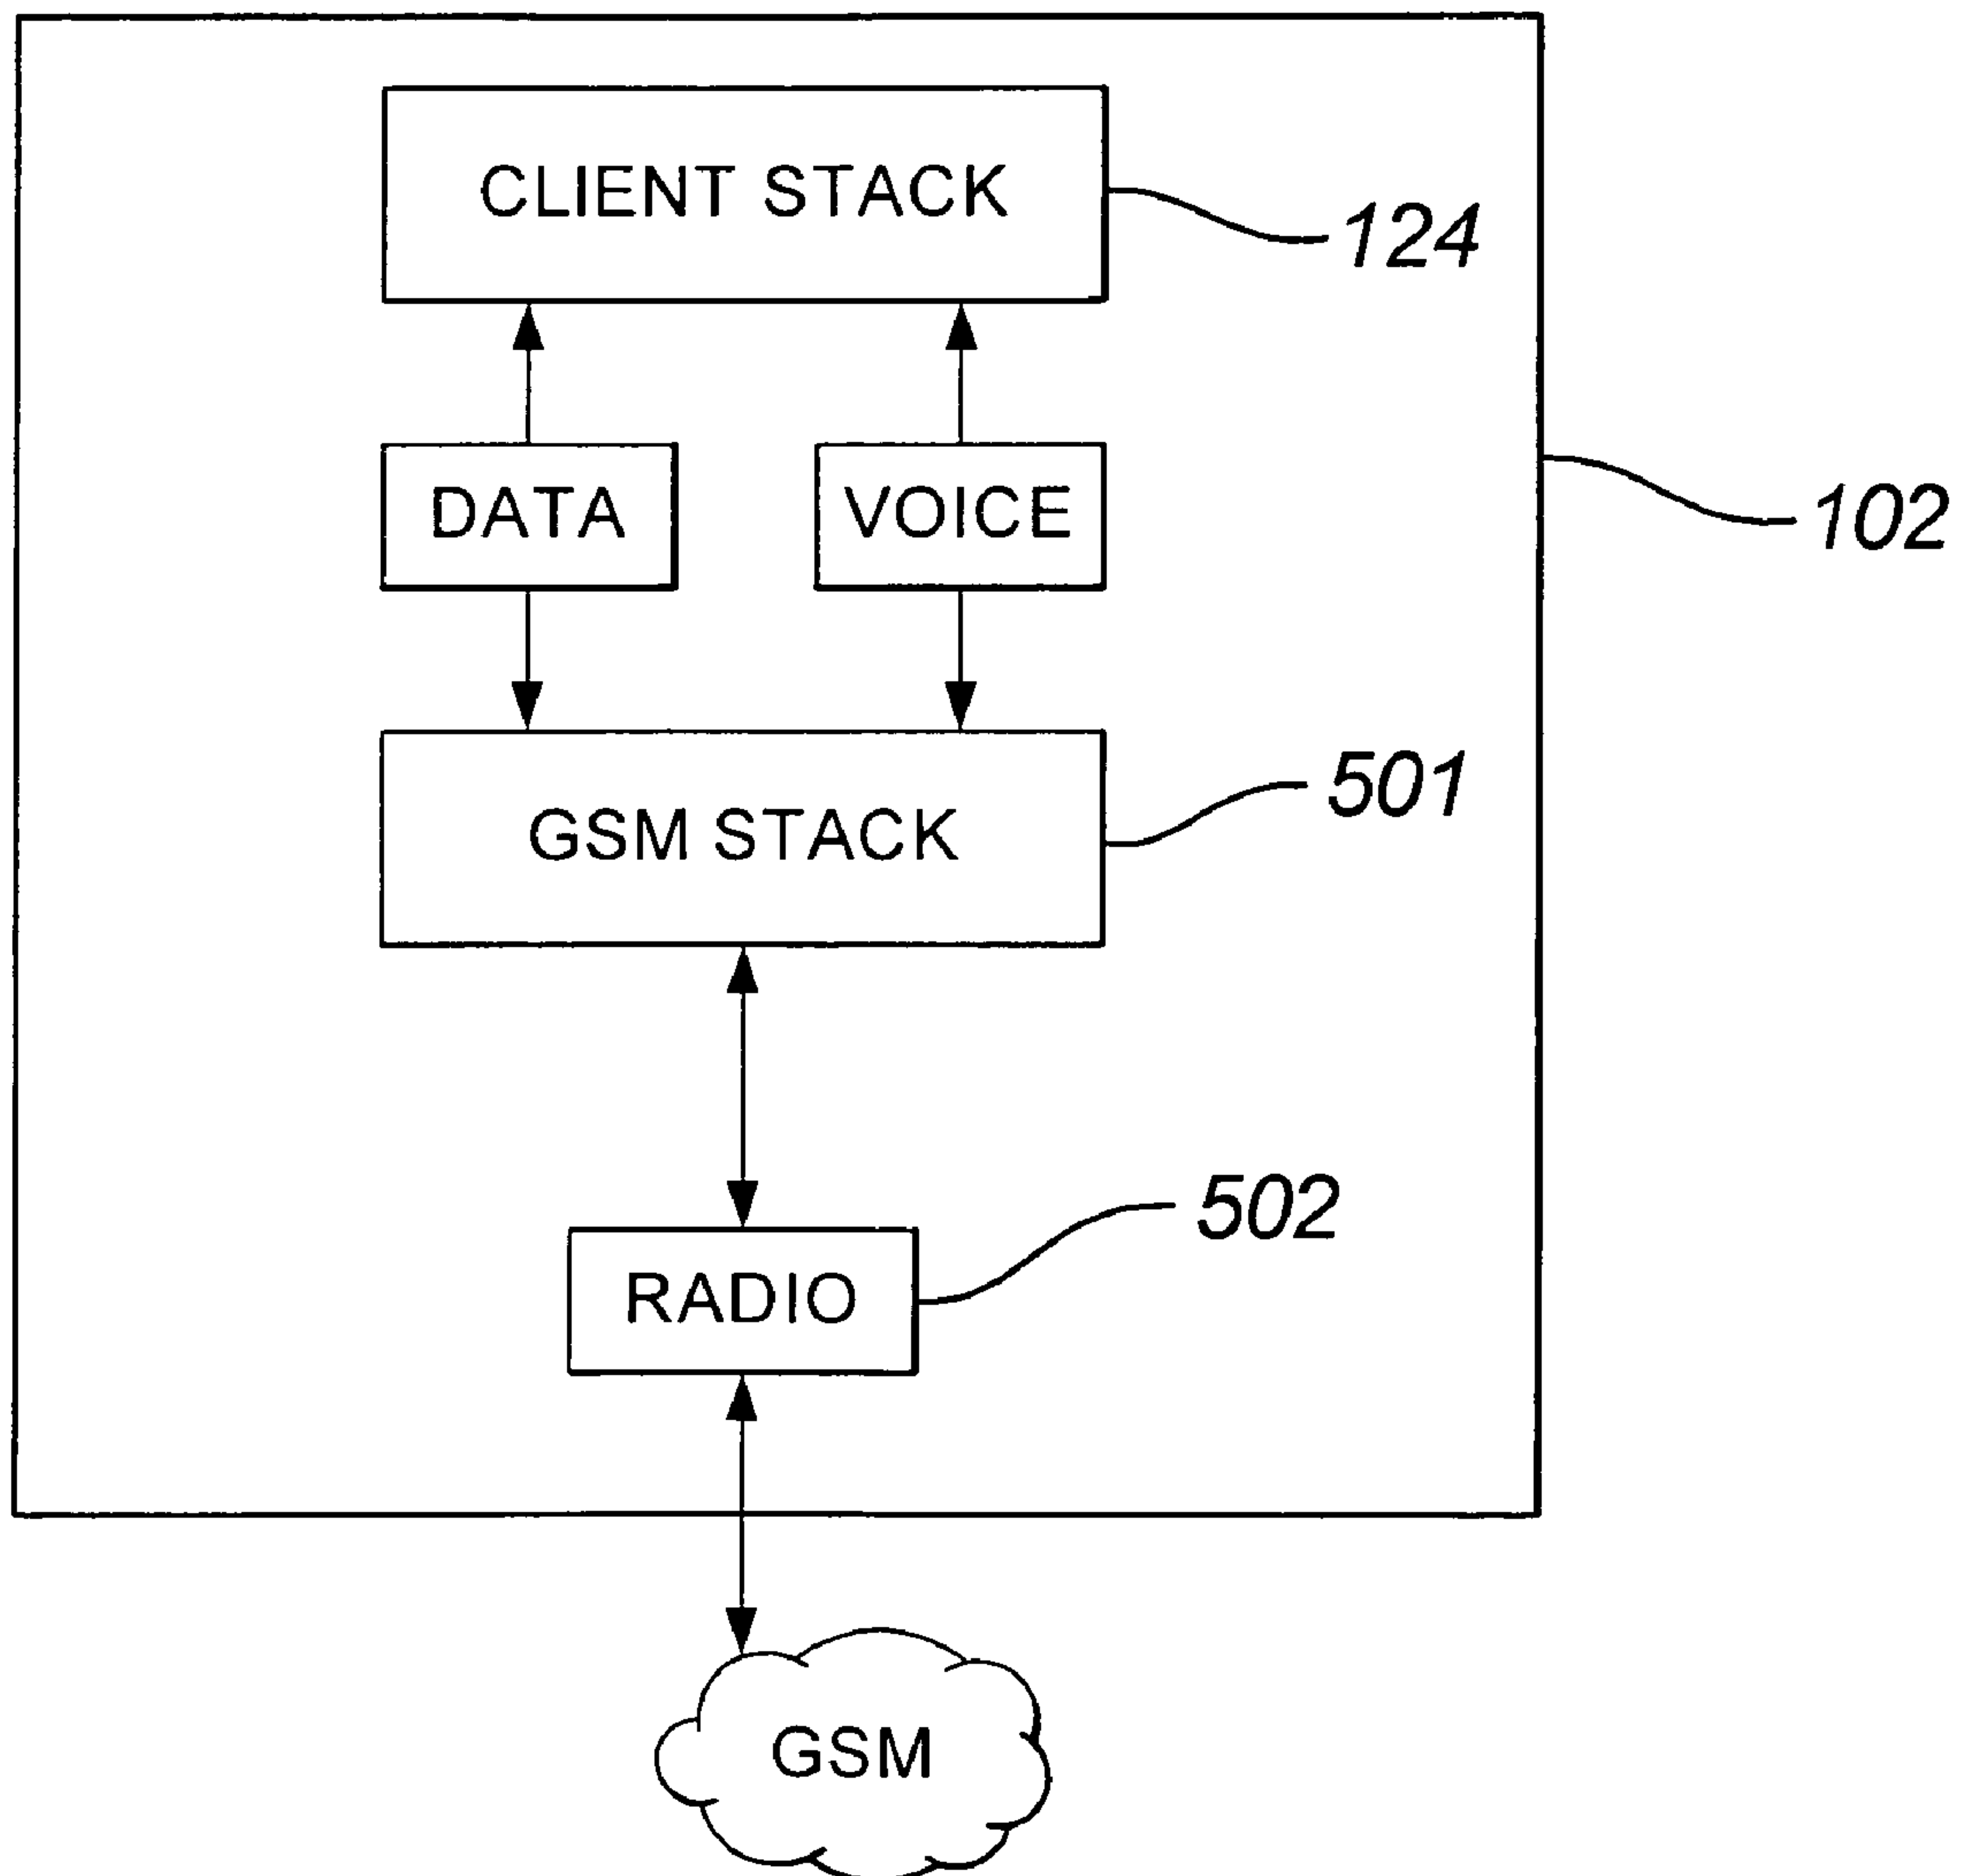 CLIENT STACK
124
DATA
VOICE
102
GSM STACK
501
RADIO
502
GSM